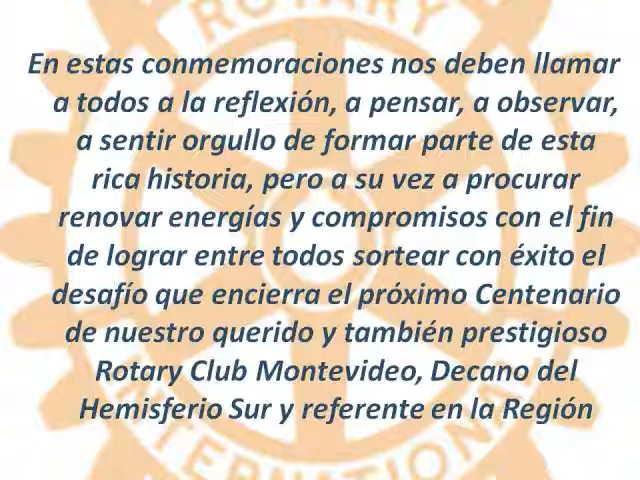 ROTARY
En estas conmemoraciones nos deben llamar
a todos a la reflexión, a pensar, a observar,
a sentir orgullo de formar parte de esta
rica historia, pero a su vez a procurar
renovar energías y compromisos con el fin
de lograr entre todos sortear con éxito el
desafío que encierra el próximo Centenario
de nuestro querido y también prestigioso
Rotary Club Montevideo, Decano del
Hemisferio Sur y referente en la Región
INTERNATIONAL